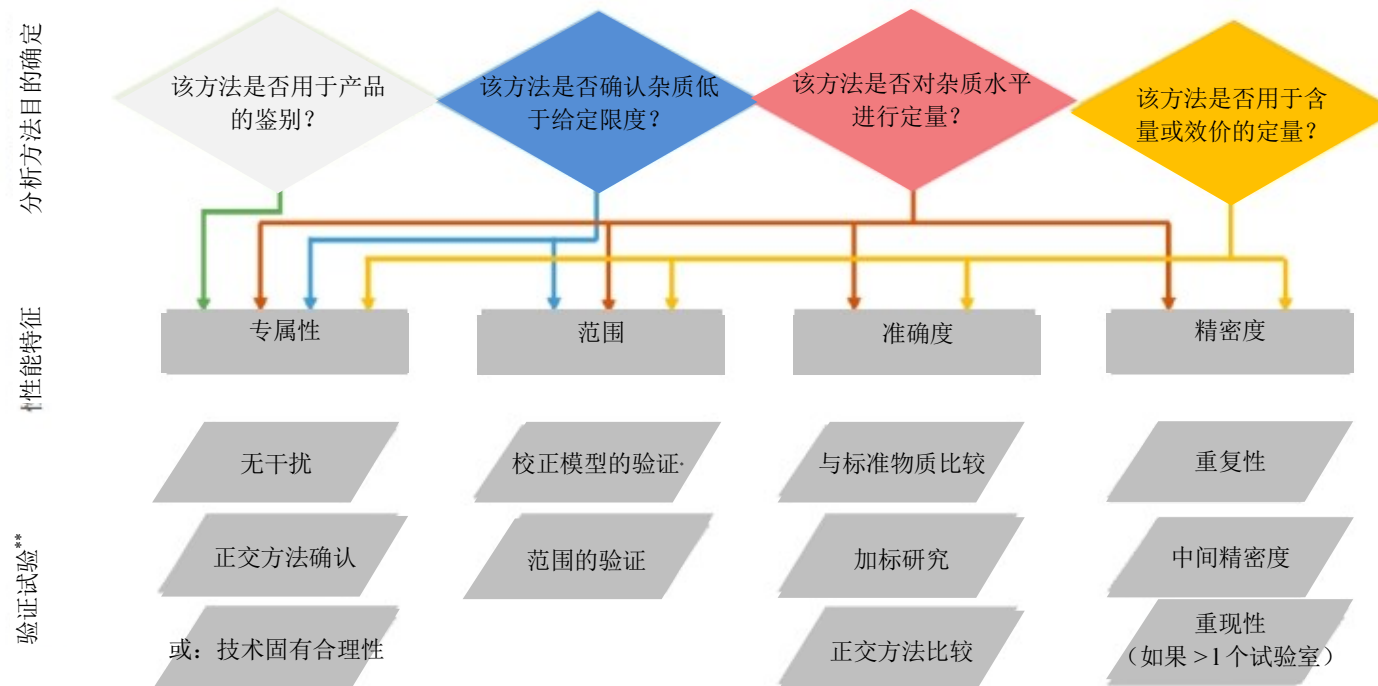 分析方法目的的确定
该方法是否用于产品
的鉴别？
该方法是否确认杂质低
于给定限度？
该方法是否对杂质水平
进行定量？
该方法是否用于含
量或效价的定量？
性能特征
专属性
范围
准确度
精密度
验证试验**
无干扰
校正模型的验证
与标准物质比较
重复性
正交方法确认
范围的验证
加标研究
中间精密度
或：技术固有合理性
正交方法比较
重现性
（如果 >1 个试验室）